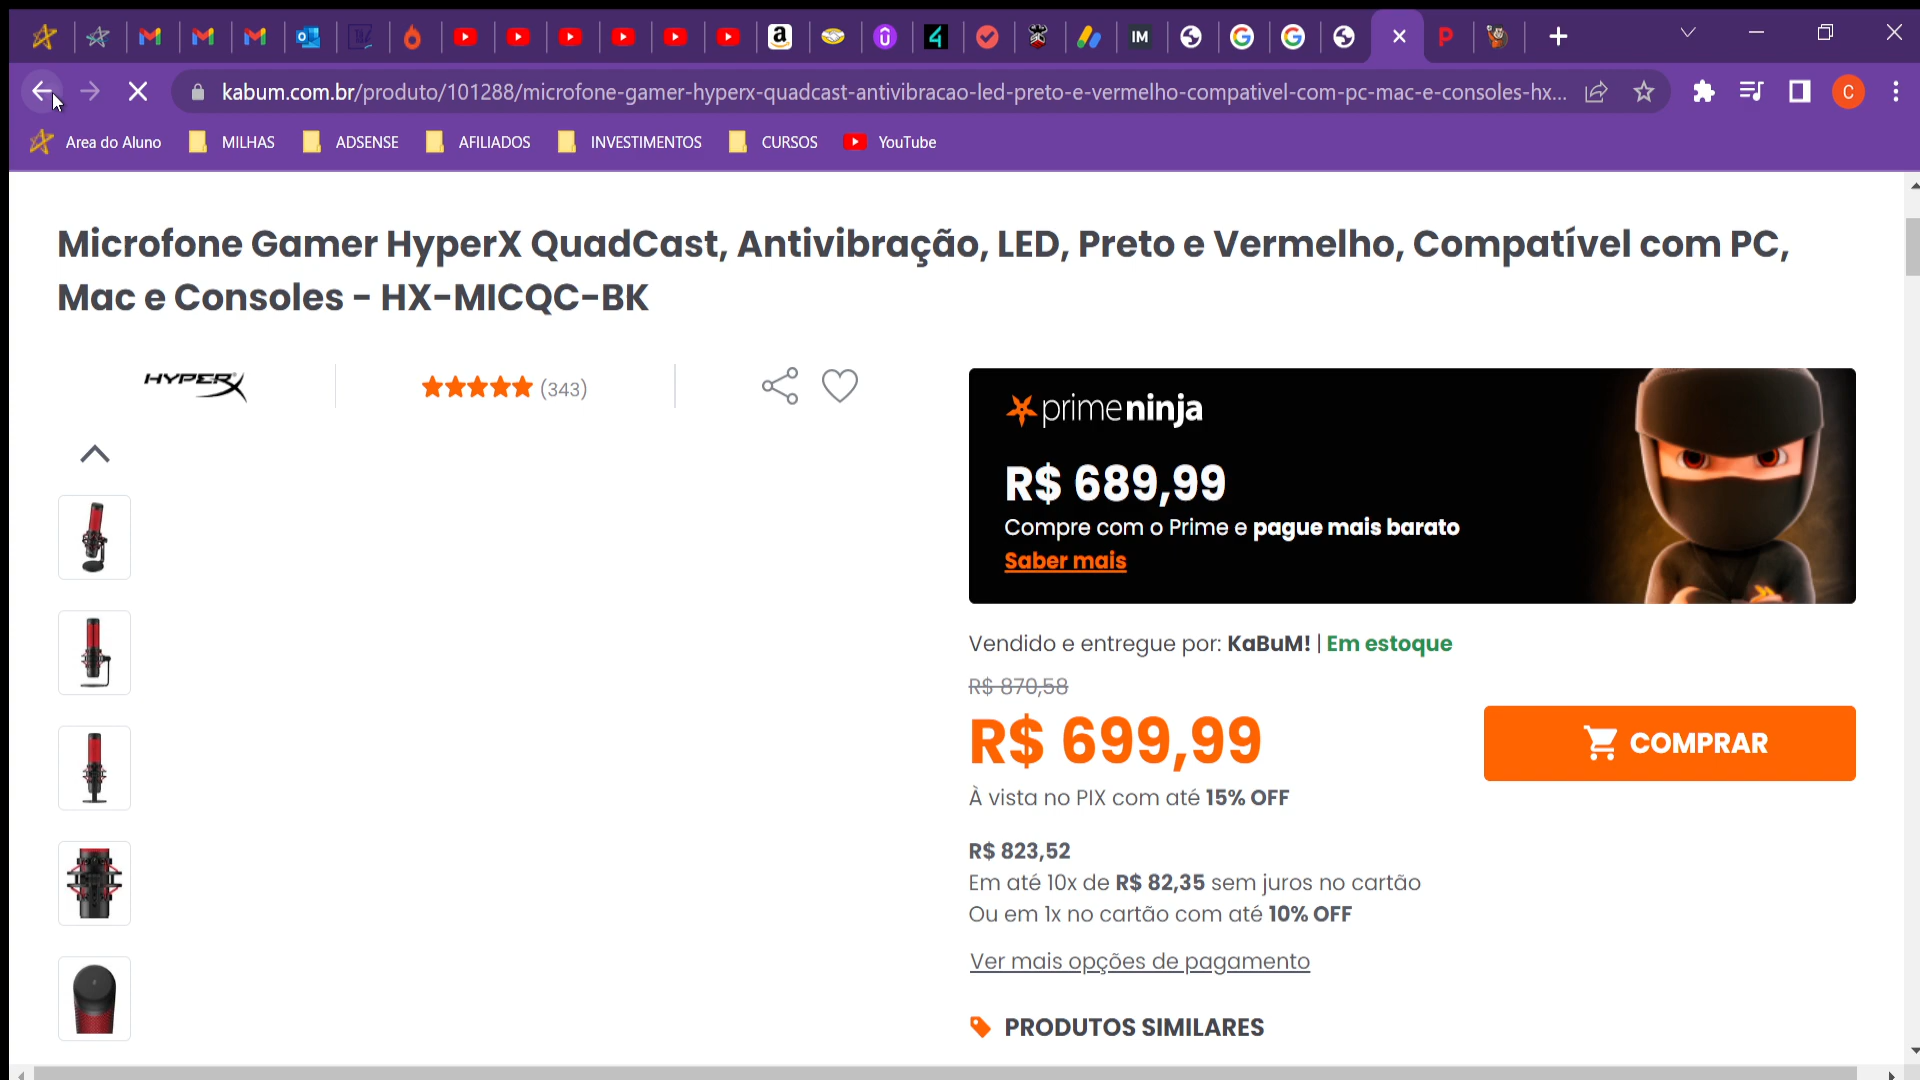 IM
P
kabum.com.br/produto/101288/microfone-gamer-hyperx-quadcast-antivibracao-led-preto-e-vermelho-compativel-com-pc-mac-e-consoles-hx...
C
Area do Aluno
MILHAS
ADSENSE
AFILIADOS
INVESTIMENTOS
CURSOS
YouTube
Microfone Gamer HyperX QuadCast, Antivibração, LED, Preto e Vermelho, Compatível com PC,
Mac e Consoles - HX-MICQC-BK
HYPERX
(343)
primeninja
R$ 689,99
Compre com o Prime e pague mais barato
Saber mais
Vendido e entregue por: KaBuM! | Em estoque
R$ 870,58
R$ 699,99
COMPRAR
À vista no PIX com até 15% OFF
R$ 823,52
Em até 10x de R$ 82,35 sem juros no cartão
Ou em 1x no cartão com até 10% OFF
Ver mais opções de pagamento
PRODUTOS SIMILARES